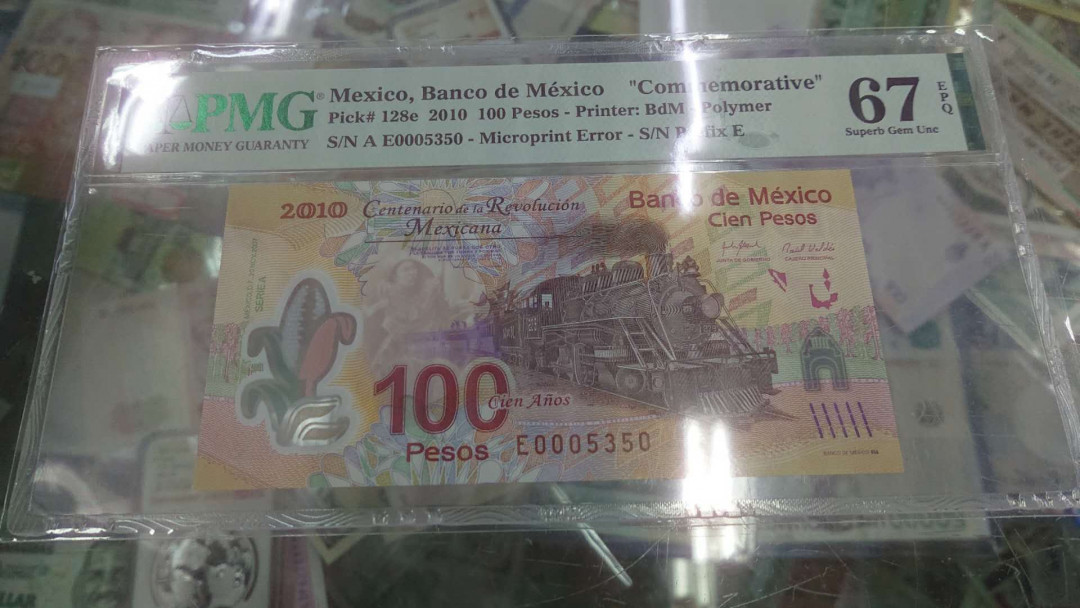 PMG
PAPER MONEY GUARANTY
Mexico, Banco de México "Commemorative"
Pick# 128e 2010 100 Pesos - Printer: BdM Polymer
S/N A E0005350 - Microprint Error - S/N Prefix E
67
EPQ
Superb Gem Unc
2010
Centenario de la Revolución
Mexicana
Banco de México
Cien Pesos
SERIE A
100
Cien Años
Pesos
E0005350
100
LLAR